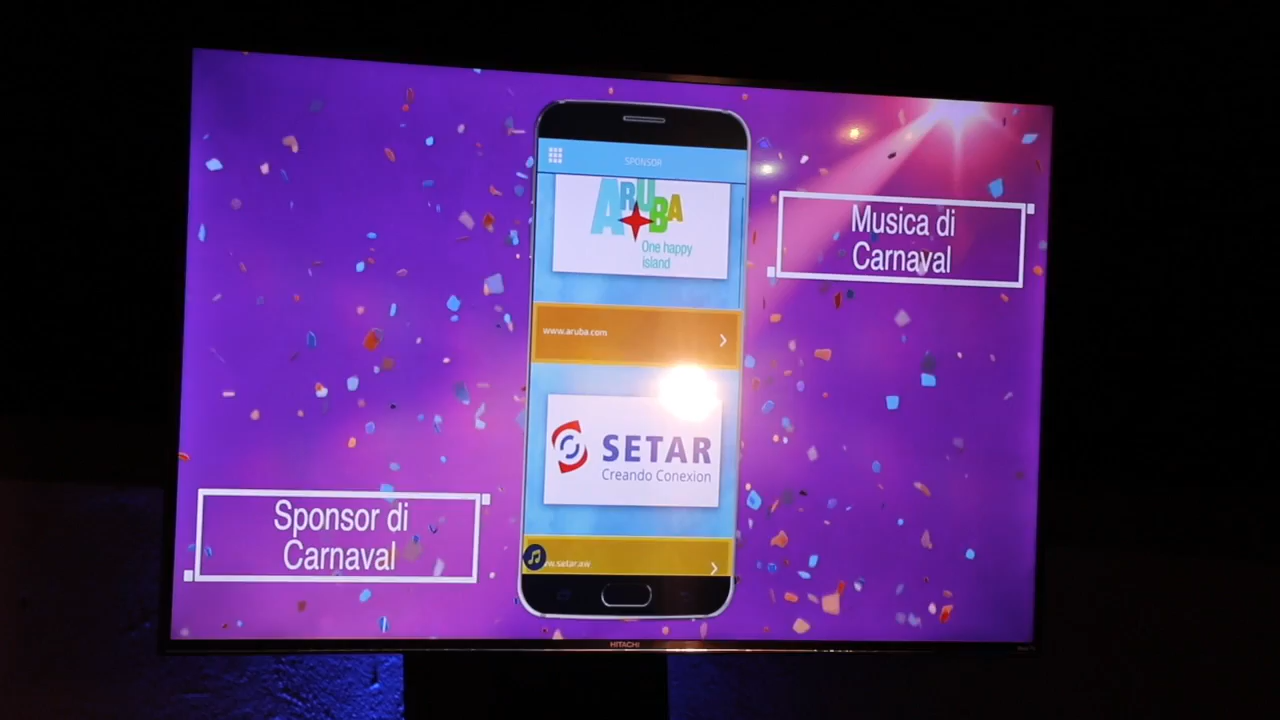 SPONSOR
ARUBA
One happy
island
www.aruba.com
SETAR
Creando Conexion
Musica di
Carnaval
Sponsor di
Carnaval
HITACHI